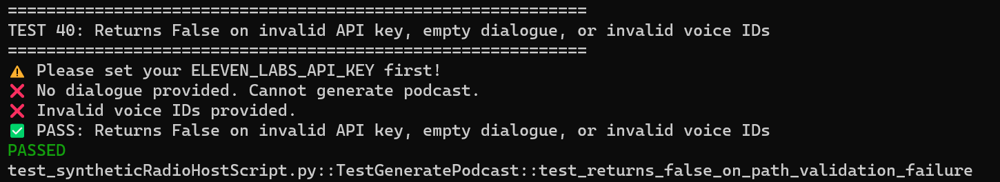 ============================================================
TEST 40: Returns False on invalid API key, empty dialogue, or invalid voice IDs
============================================================
⚠️ Please set your ELEVEN_LABS_API_KEY first!
❌ No dialogue provided. Cannot generate podcast.
❌ Invalid voice IDs provided.
✅ PASS: Returns False on invalid API key, empty dialogue, or invalid voice IDs
PASSED
test_syntheticRadioHostScript.py::TestGeneratePodcast::test_returns_false_on_path_validation_failure